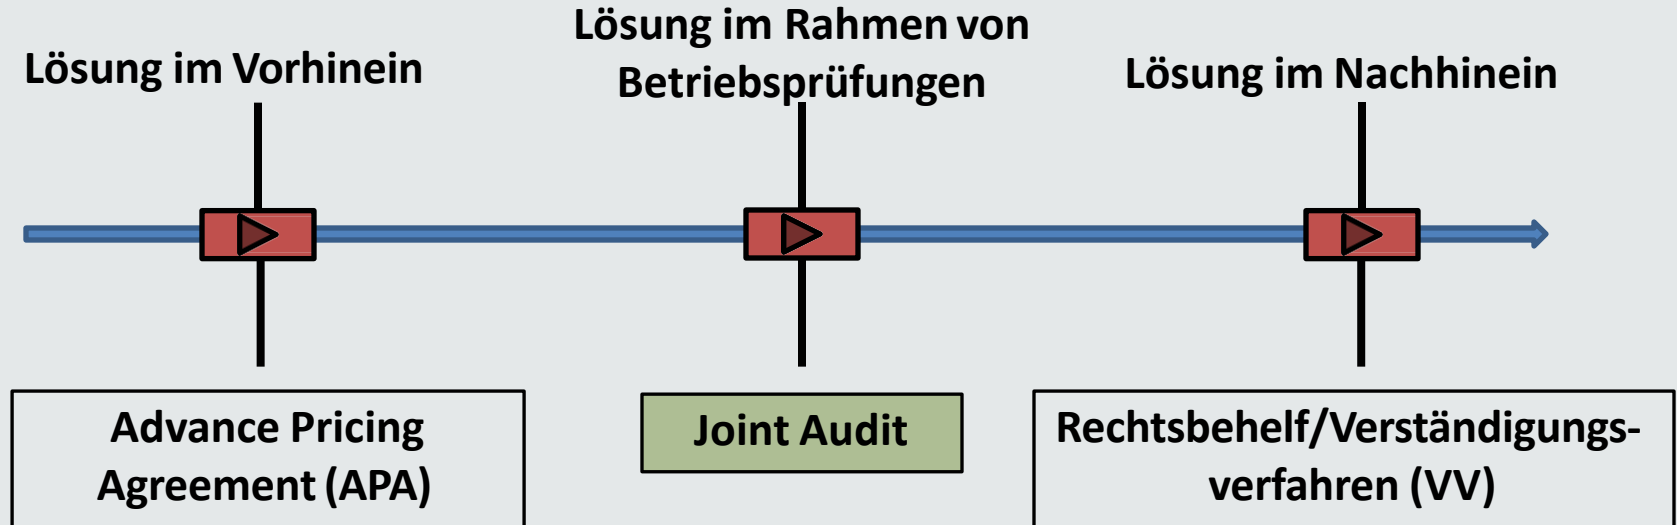 Lösung im Vorhinein
Lösung im Rahmen von
Betriebsprüfungen
Lösung im Nachhinein
Advance Pricing
Agreement (APA)
Joint Audit
Rechtsbehelf/Verständigungs-
verfahren (VV)